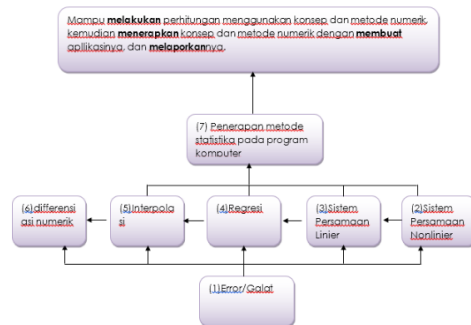 Mampu melakukan perhitungan menggunakan konsep dan metode numerik,
kemudian menerapkan konsep dan metode numerik dengan membuat
apllikasinya, dan melaporkannya.
(7) Penerapan metode
statistika pada program
komputer
(6)differensi
asi numerik
(5)Interpola
si
(4)Regresi
(3)Sistem
Persamaan
Linier
(2)Sistem
Persamaan
Nonlinier
(1)Error/Galat